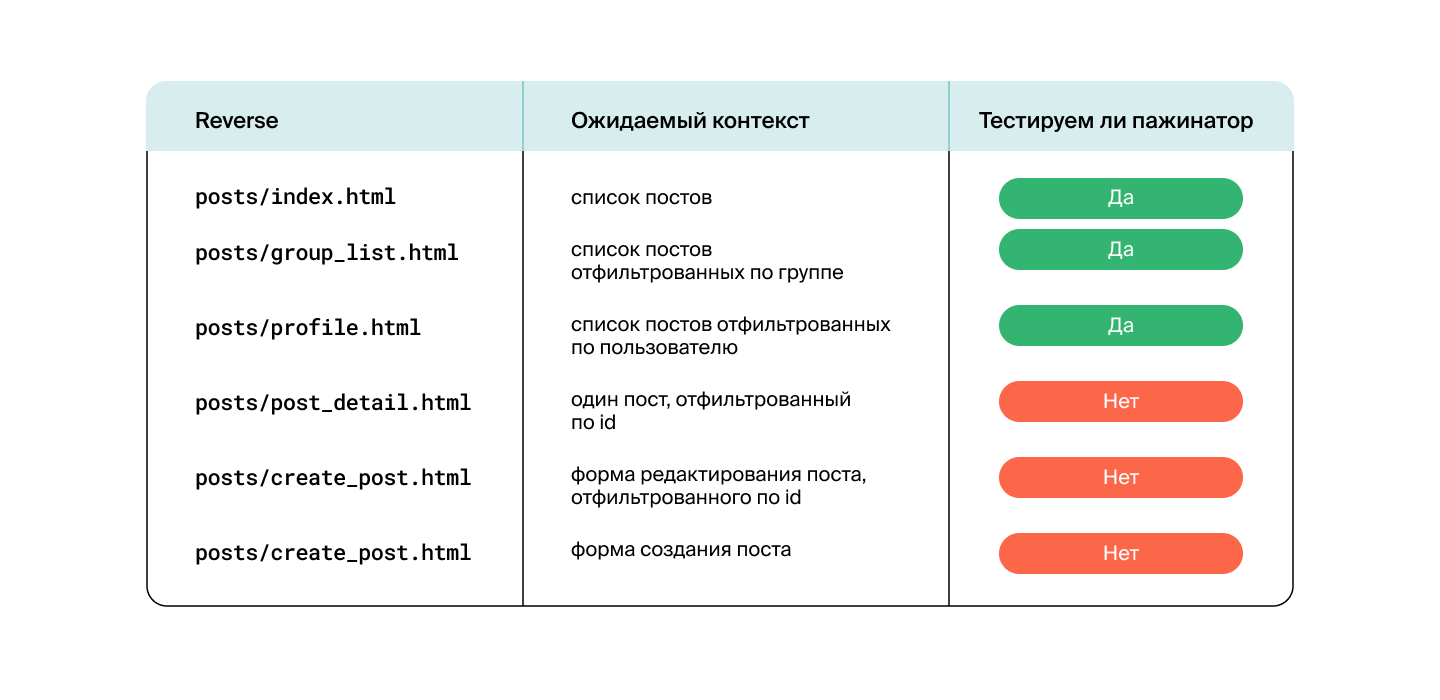 Reverse
Ожидаемый контекст
Тестируем ли пажинатор
posts/index.html
список постов
Да
posts/group_list.html
список постов
отфильтрованных по группе
Да
posts/profile.html
список постов отфильтрованных
по пользователю
Да
posts/post_detail.html
один пост, отфильтрованный
по id
Нет
posts/create_post.html
форма редактирования поста,
отфильтрованного по id
Нет
posts/create_post.html
форма создания поста
Нет